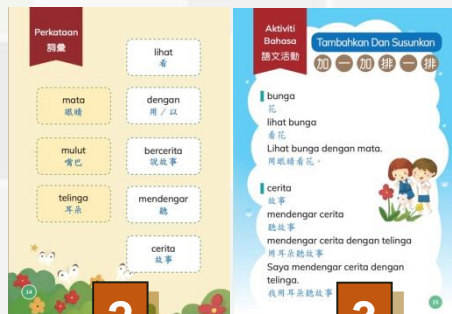 Perkataan
詞彙
lihat
看
mata
眼睛
dengan
用／以
mulut
嘴巴
bercerita
說故事
telinga
耳朵
mendengar
聽
cerita
故事
14
2
Aktiviti
Bahasa
語文活動
Tambahkan Dan Susunkan
加一加排一排
bunga
花
lihat bunga
看花
Lihat bunga dengan mata.
用眼睛看花。
cerita
故事
mendengar cerita
聽故事
mendengar cerita dengan telinga
用耳朵聽故事
Saya mendengar cerita dengan
telinga.
我用耳朵聽故事
15